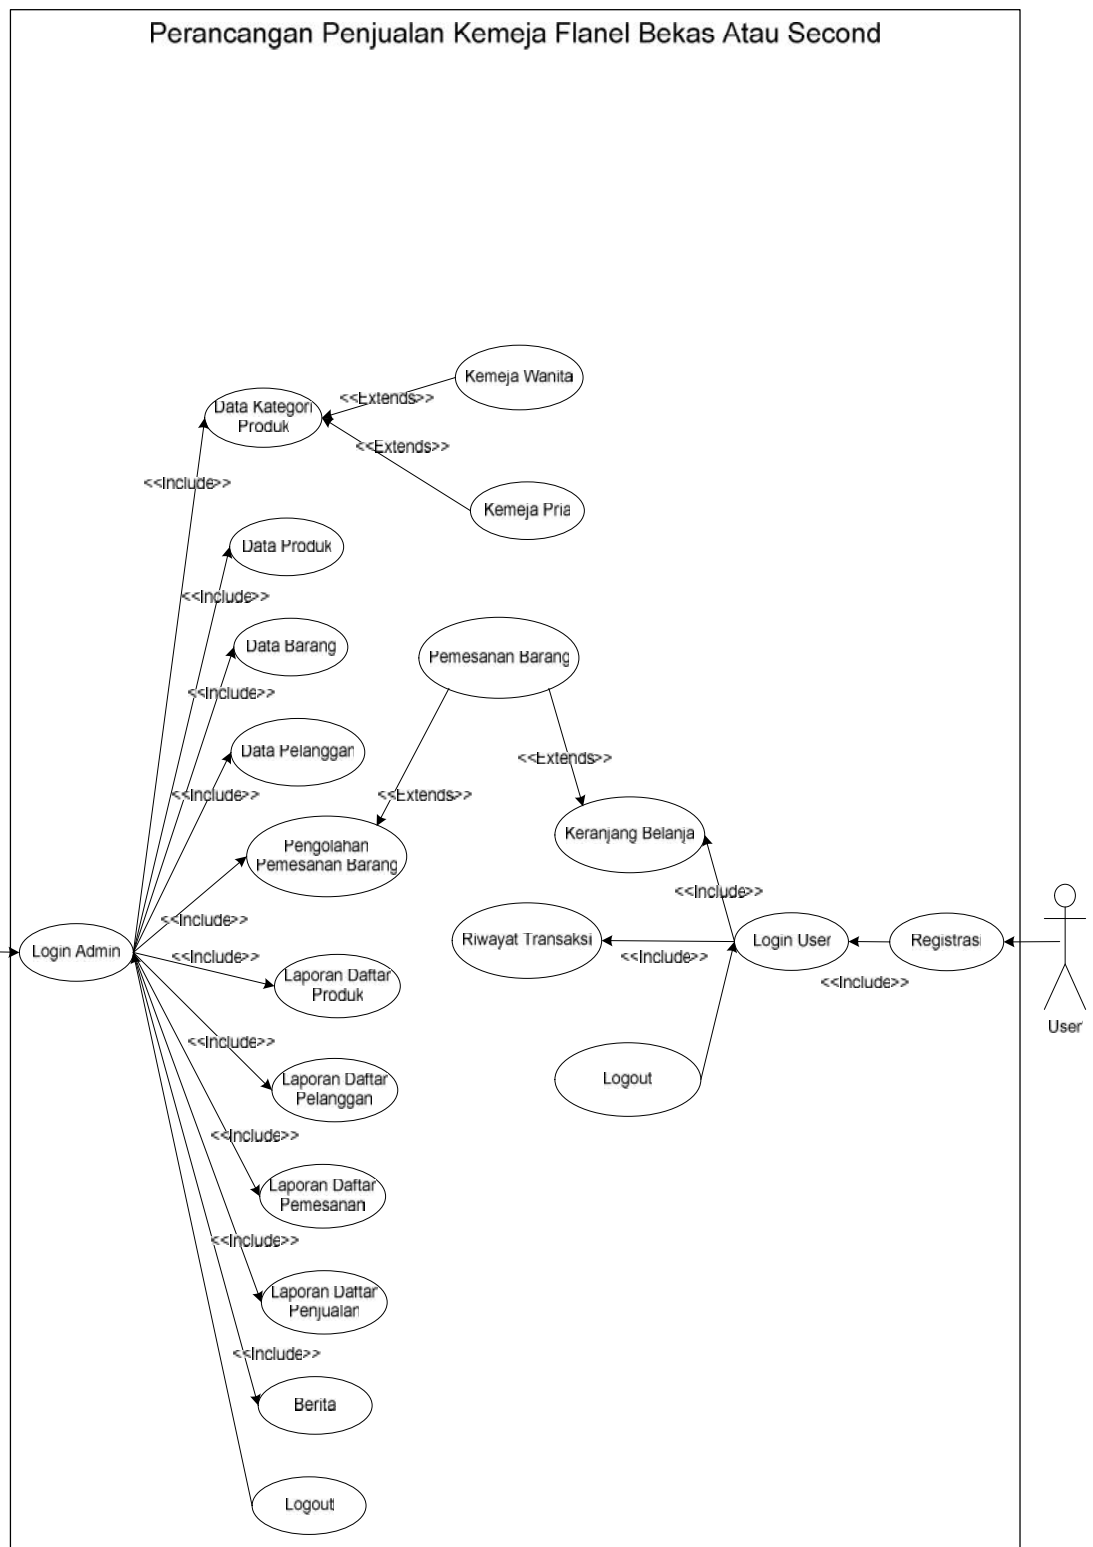 Perancangan Penjualan Kemeja Flanel Bekas Atau Second
Kemeja Wanita
<<Extends>>
Data Kategori
Produk
<<Extends>>
<<Include>>
Kemeja Pria
Data Produk
<<Include>>
Data Barang
Pemesanan Barang
<<Include>>
Data Pelanggan
<<Extends>>
<<Include>>
<<Extends>>
Keranjang Belanja
Pengolahan
Pemesanan Barang
<<Include>>
<<Include>>
Login Admin
<<Include>>
Riwayat Transaksi
<<Include>>
Login User
Registrasi
<<Include>>
User
Laporan Daftar
Produk
<<Include>>
Laporan Daftar
Pelanggan
Logout
<<Include>>
Laporan Daftar
Pemesanan
<<Include>>
Laporan Daftar
Penjualan
<<Include>>
Berita
Logout